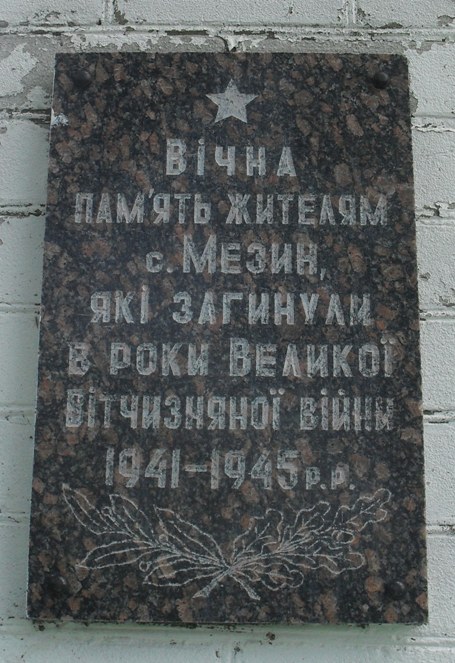 Вічна
пам'ять жителям
с. Мезин,
які загинули
в роки Великої
Вітчизняної війни
1941-1945 р.р.